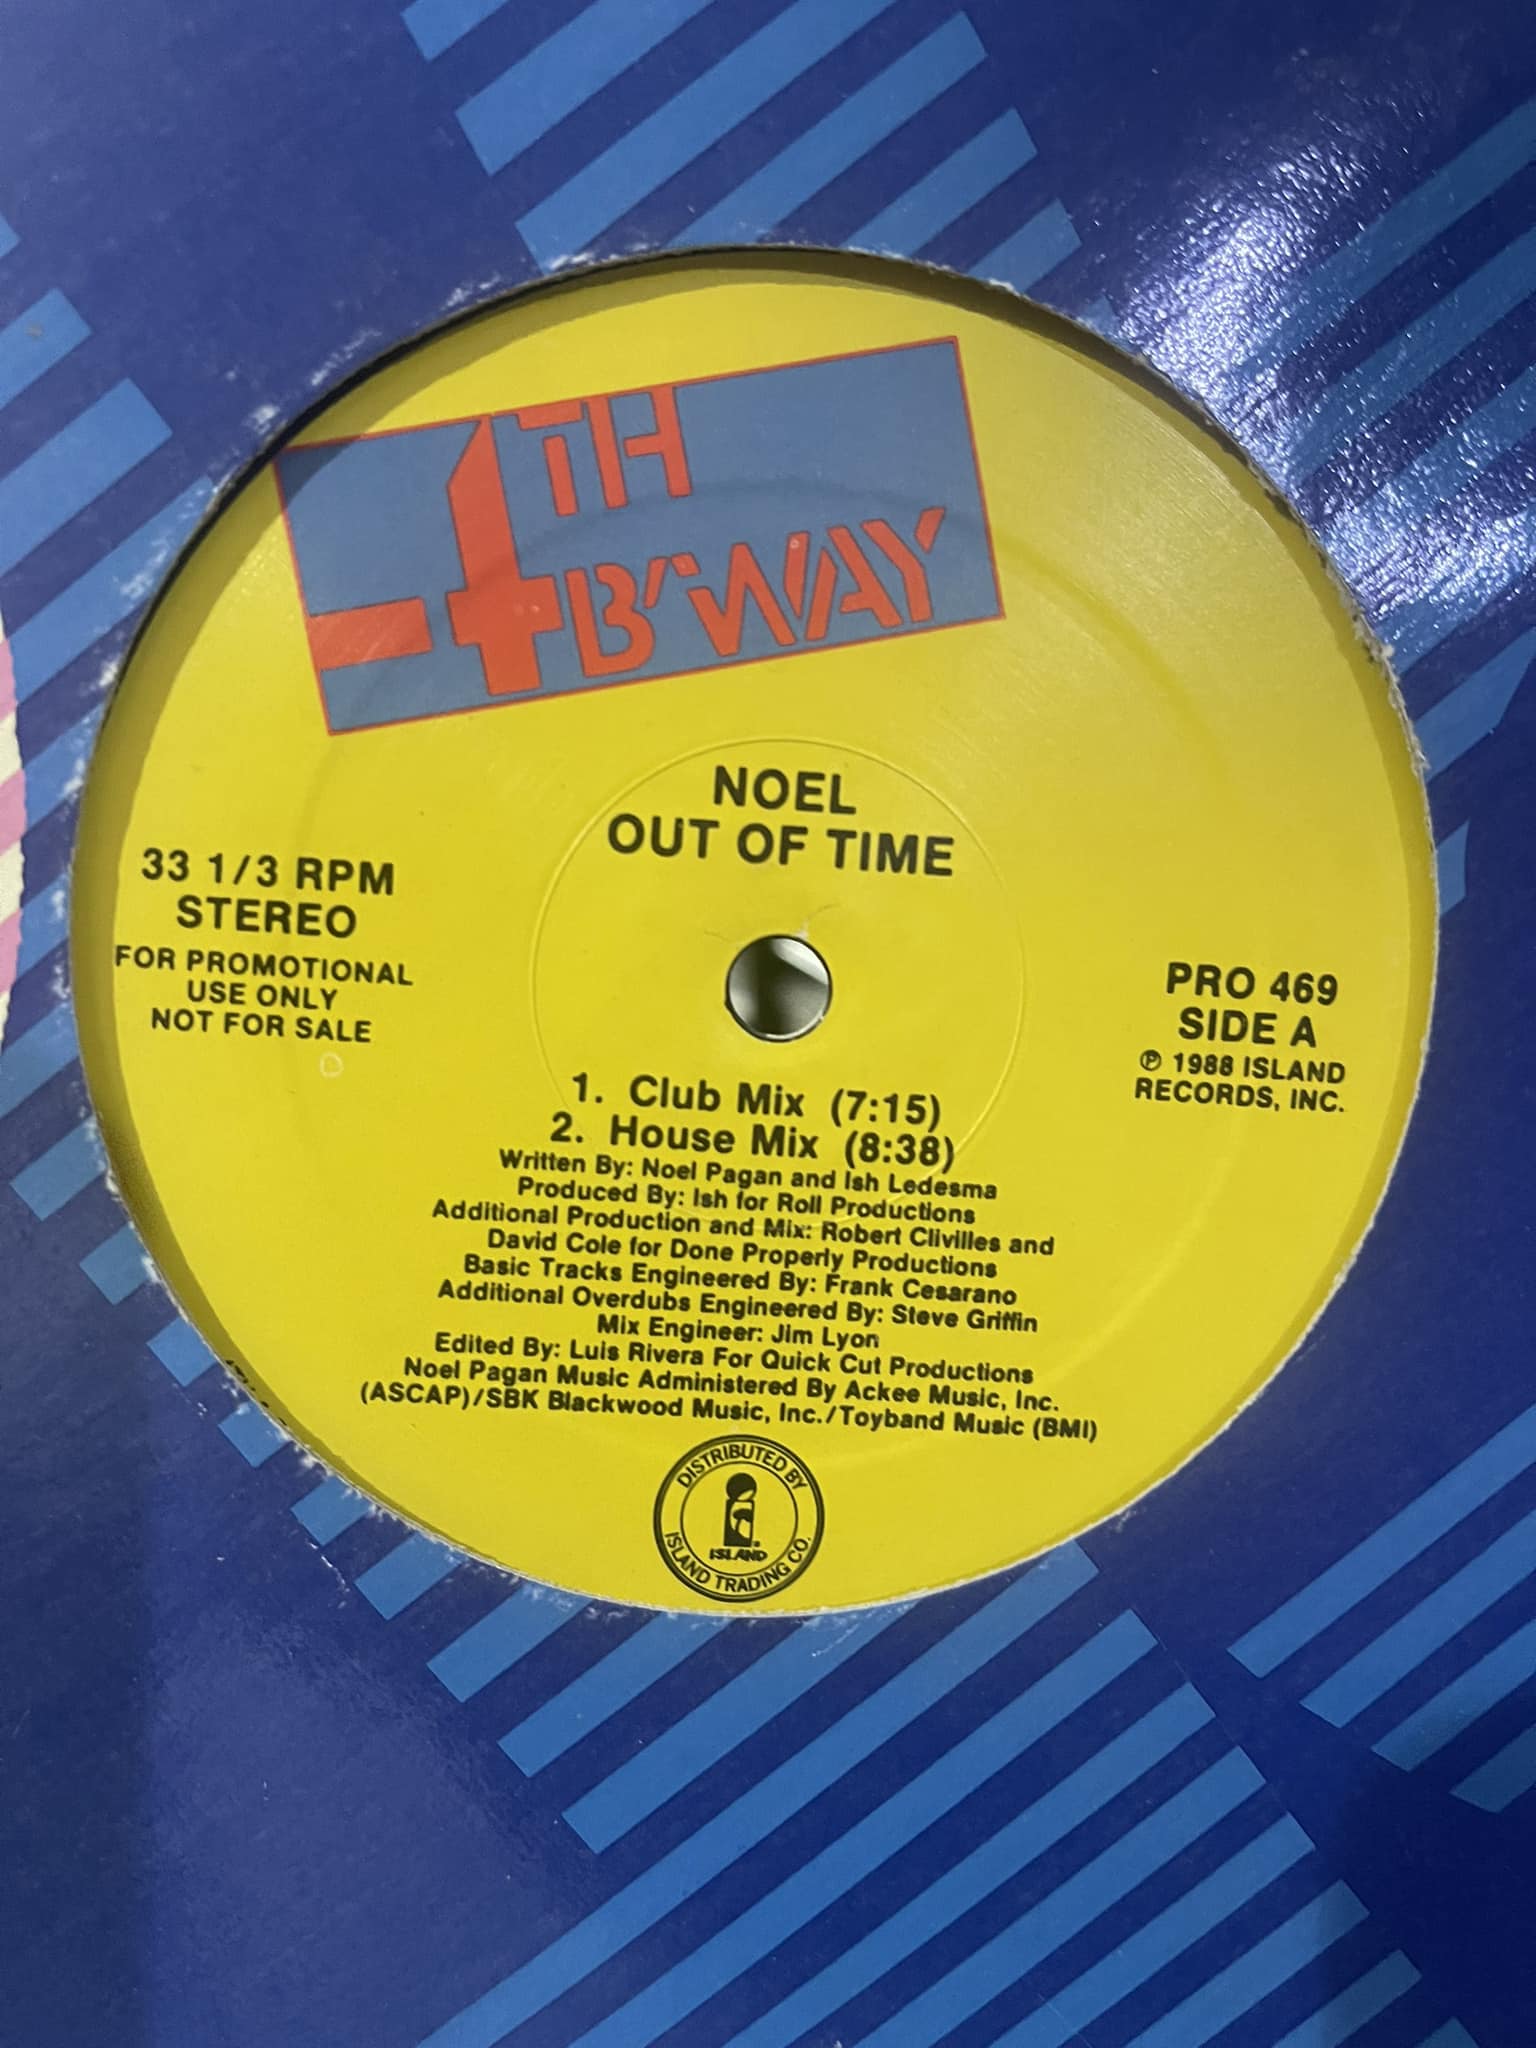 4TH
B'WAY
NOEL
OUT OF TIME
33 1/3 RPM
STEREO
FOR PROMOTIONAL
USE ONLY
NOT FOR SALE
PRO 469
SIDE A
℗ 1988 ISLAND
RECORDS, INC.
1. Club Mix (7:15)
2. House Mix (8:38)
Written By: Noel Pagan and Ish Ledesma
Produced By: Ish for Roll Productions
Additional Production and Mix: Robert Clivilles and
David Cole for Done Properly Productions
Basic Tracks Engineered By: Frank Cesarano
Additional Overdubs Engineered By: Steve Griffin
Mix Engineer: Jim Lyon
Edited By: Luis Rivera For Quick Cut Productions
Noel Pagan Music Administered By Ackee Music, Inc.
(ASCAP)/SBK Blackwood Music, Inc./Toyband Music (BMI)
DISTRIBUTED BY
ISLAND
ISLAND TRADING CO.